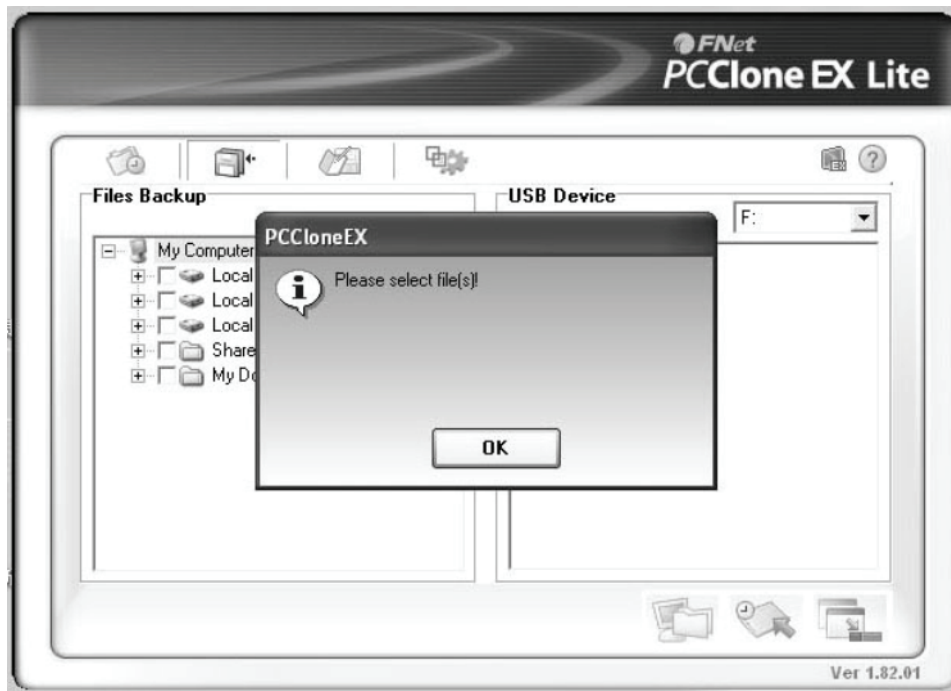 FNet
PCClone EX Lite
EX
Files Backup
USB Device
F:
My Computer
Local
Local
Local
Share
My Do
PCCloneEX
Please select file(s)!
OK
Ver 1.82.01